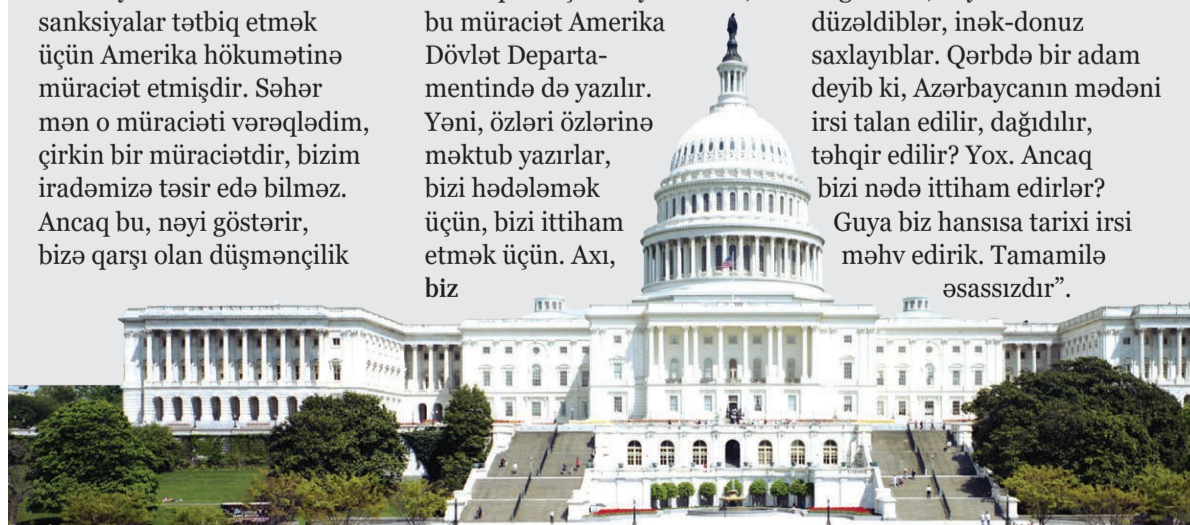 sanksiyalar tətbiq etmək
üçün Amerika hökumətinə
müraciət etmişdir. Səhər
mən o müraciəti vərəqlədim,
çirkin bir müraciətdir, bizim
iradəmizə təsir edə bilməz.
Ancaq bu, nəyi göstərir,
bizə qarşı olan düşmənçilik
bu müraciət Amerika
Dövlət Departa-
mentində də yazılır.
Yəni, özləri özlərinə
məktub yazırlar,
bizi hədələmək
üçün, bizi ittiham
etmək üçün. Axı,
biz
düzəldiblər, inək-donuz
saxlayıblar. Qərbdə bir adam
deyib ki, Azərbaycanın mədəni
irsi talan edilir, dağıdılır,
təhqir edilir? Yox. Ancaq
bizi nədə ittiham edirlər?
Guya biz hansısa tarixi irsi
məhv edirik. Tamamilə
əsassızdır”.